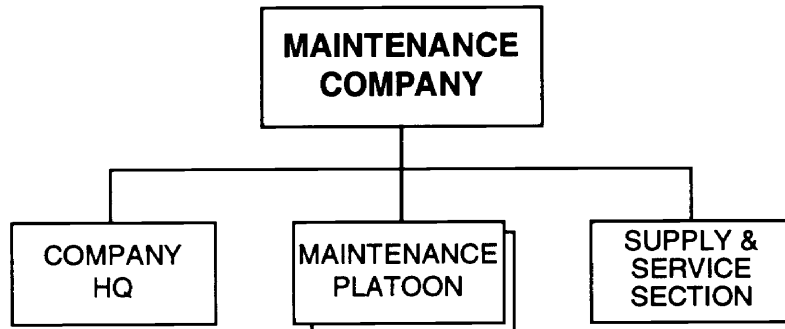 MAINTENANCE
COMPANY
COMPANY
HQ
MAINTENANCE
PLATOON
SUPPLY &
SERVICE
SECTION